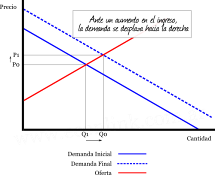 Precio
Ante un aumento en el ingreso,
la demanda se desplaza hacia la derecha
P1
P0
Q1
Q0
Cantidad
Demanda Inicial
Demanda Final
Oferta